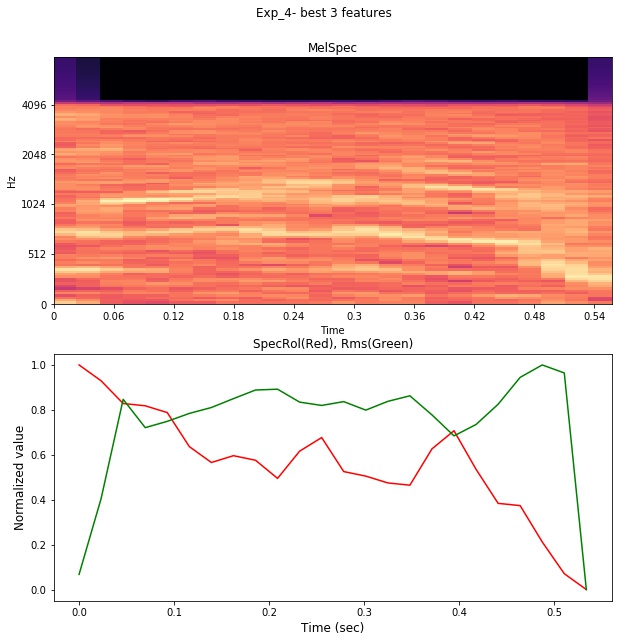 Exp_4- best 3 features
MelSpec
4096
2048
1024
512
0
Hz
0 0.06 0.12 0.18 0.24 0.3 0.36 0.42 0.48 0.54
Time
SpecRol(Red), Rms(Green)
1.0
0.8
0.6
0.4
0.2
0.0
Normalized value
0.0 0.1 0.2 0.3 0.4 0.5
Time (sec)